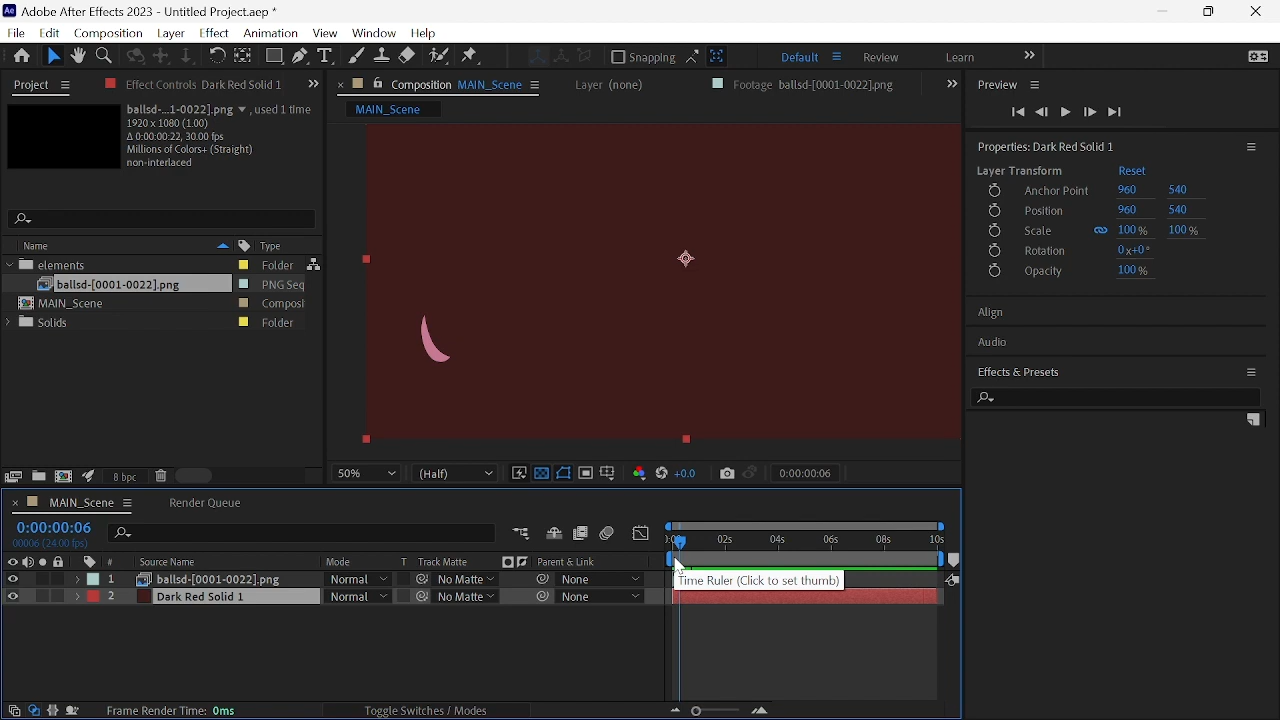 Ae Adobe After Effects 2023 - Untitled Project.aep *
File Edit Composition Layer Effect Animation View Window Help
Snapping Default Review Learn
Project Effect Controls Dark Red Solid 1
ballsd-...1-0022].png , used 1 time
1920 x 1080 (1.00)
Δ 0:00:00:22, 30.00 fps
Millions of Colors+ (Straight)
non-interlaced
Name Type
elements Folder
ballsd-[0001-0022].png PNG Seq
MAIN_Scene Composi
Solids Folder
8 bpc
Composition MAIN_Scene Layer (none) Footage ballsd-[0001-0022].png
MAIN_Scene
50% (Half) +0.0 0:00:00:06
Preview
Properties: Dark Red Solid 1
Layer Transform Reset
Anchor Point 960 540
Position 960 540
Scale 100 % 100 %
Rotation 0x+0°
Opacity 100 %
Align
Audio
Effects & Presets
MAIN_Scene Render Queue
0:00:00:06
00006 (24.00 fps)
02s 04s 06s 08s 10s
# Source Name Mode T Track Matte Parent & Link
1 ballsd-[0001-0022].png Normal No Matte None
2 Dark Red Solid 1 Normal No Matte None
Time Ruler (Click to set thumb)
Frame Render Time: 0ms Toggle Switches / Modes